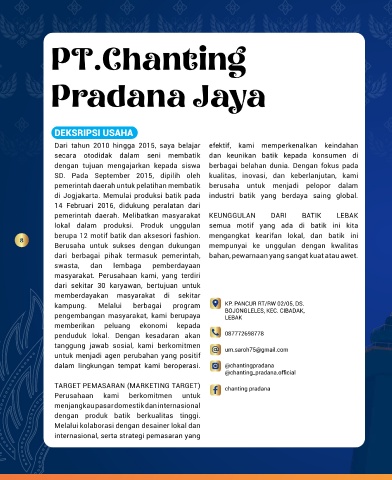 PT.Chanting
Pradana Jaya
DEKSRIPSI USAHA
Dari tahun 2010 hingga 2015, saya belajar
secara otodidak dalam seni membatik
dengan tujuan mengajarkan kepada siswa
SD. Pada September 2015, dipilih oleh
pemerintah daerah untuk pelatihan membatik
di Jogjakarta. Memulai produksi batik pada
14 Februari 2016, didukung peralatan dari
pemerintah daerah. Melibatkan masyarakat
lokal dalam produksi. Produk unggulan
berupa 12 motif batik dan aksesori fashion.
Berusaha untuk sukses dengan dukungan
dari berbagai pihak termasuk pemerintah,
swasta, dan lembaga pemberdayaan
masyarakat. Perusahaan kami, yang terdiri
dari sekitar 30 karyawan, bertujuan untuk
memberdayakan masyarakat di sekitar
kampung. Melalui berbagai program
pengembangan masyarakat, kami berupaya
memberikan peluang ekonomi kepada
penduduk lokal. Dengan kesadaran akan
tanggung jawab sosial, kami berkomitmen
untuk menjadi agen perubahan yang positif
dalam lingkungan tempat kami beroperasi.
TARGET PEMASARAN (MARKETING TARGET)
Perusahaan kami berkomitmen untuk
menjangkau pasar domestik dan internasional
dengan produk batik berkualitas tinggi.
Melalui kolaborasi dengan desainer lokal dan
internasional, serta strategi pemasaran yang
efektif, kami memperkenalkan keindahan
dan keunikan batik kepada konsumen di
berbagai belahan dunia. Dengan fokus pada
kualitas, inovasi, dan keberlanjutan, kami
berusaha untuk menjadi pelopor dalam
industri batik yang berdaya saing global.
KEUNGGULAN DARI BATIK LEBAK
semua motif yang ada di batik ini kita
mengangkat kearifan lokal, dan batik ini
mempunyai ke unggulan dengan kwalitas
bahan, pewarnaan yang sangat kuat atau awet.
KP. PANCUR RT/RW 02/05, DS.
BOJONGLELES, KEC. CIBADAK,
LEBAK
087772698778
um.saroh75@gmail.com
@chantingpradana
@chanting_pradana.official
chanting pradana
8